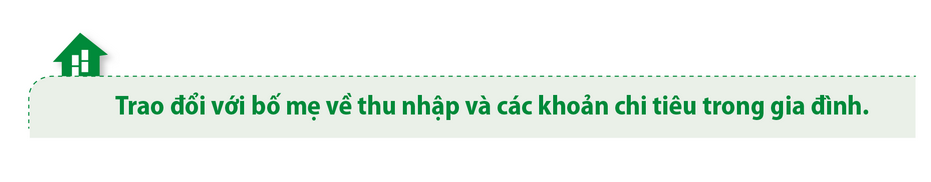 Trao đổi với bố mẹ về thu nhập và các khoản chi tiêu trong gia đình.